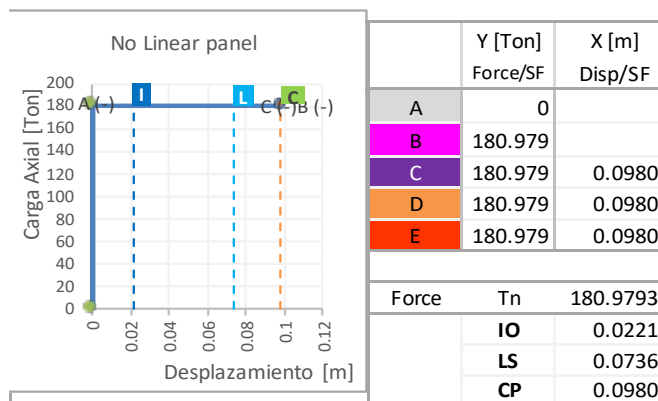 No Linear panel
Carga Axial [Ton]
200
180
160
140
120
100
80
60
40
20
0
A (-)
I
L
C
B (-)
0
0.02
0.04
0.06
0.08
0.1
0.12
Desplazamiento [m]
Y [Ton] X [m]
Force/SF Disp/SF
A 0
B 180.979
C 180.979 0.0980
D 180.979 0.0980
E 180.979 0.0980
Force Tn 180.9793
IO 0.0221
LS 0.0736
CP 0.0980